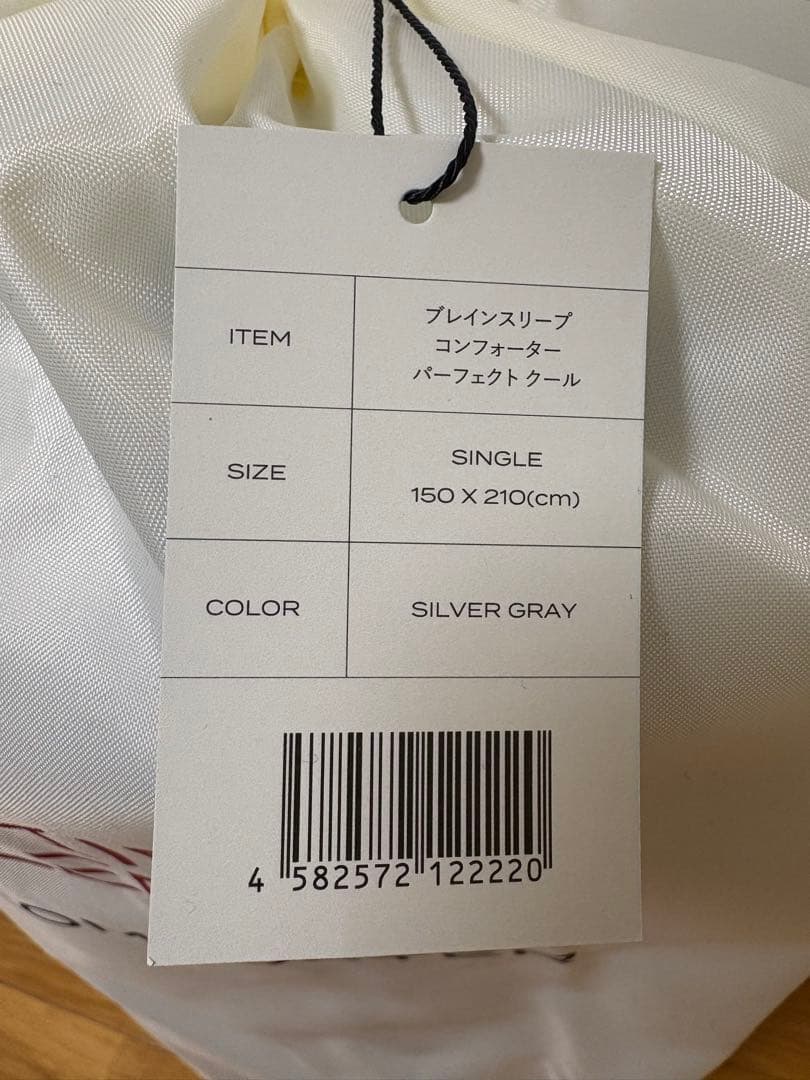 ITEM
ブレインスリープ
コンフォーター
パーフェクト クール
SIZE
SINGLE
150 X 210(cm)
COLOR
SILVER GRAY
4 582572 122220